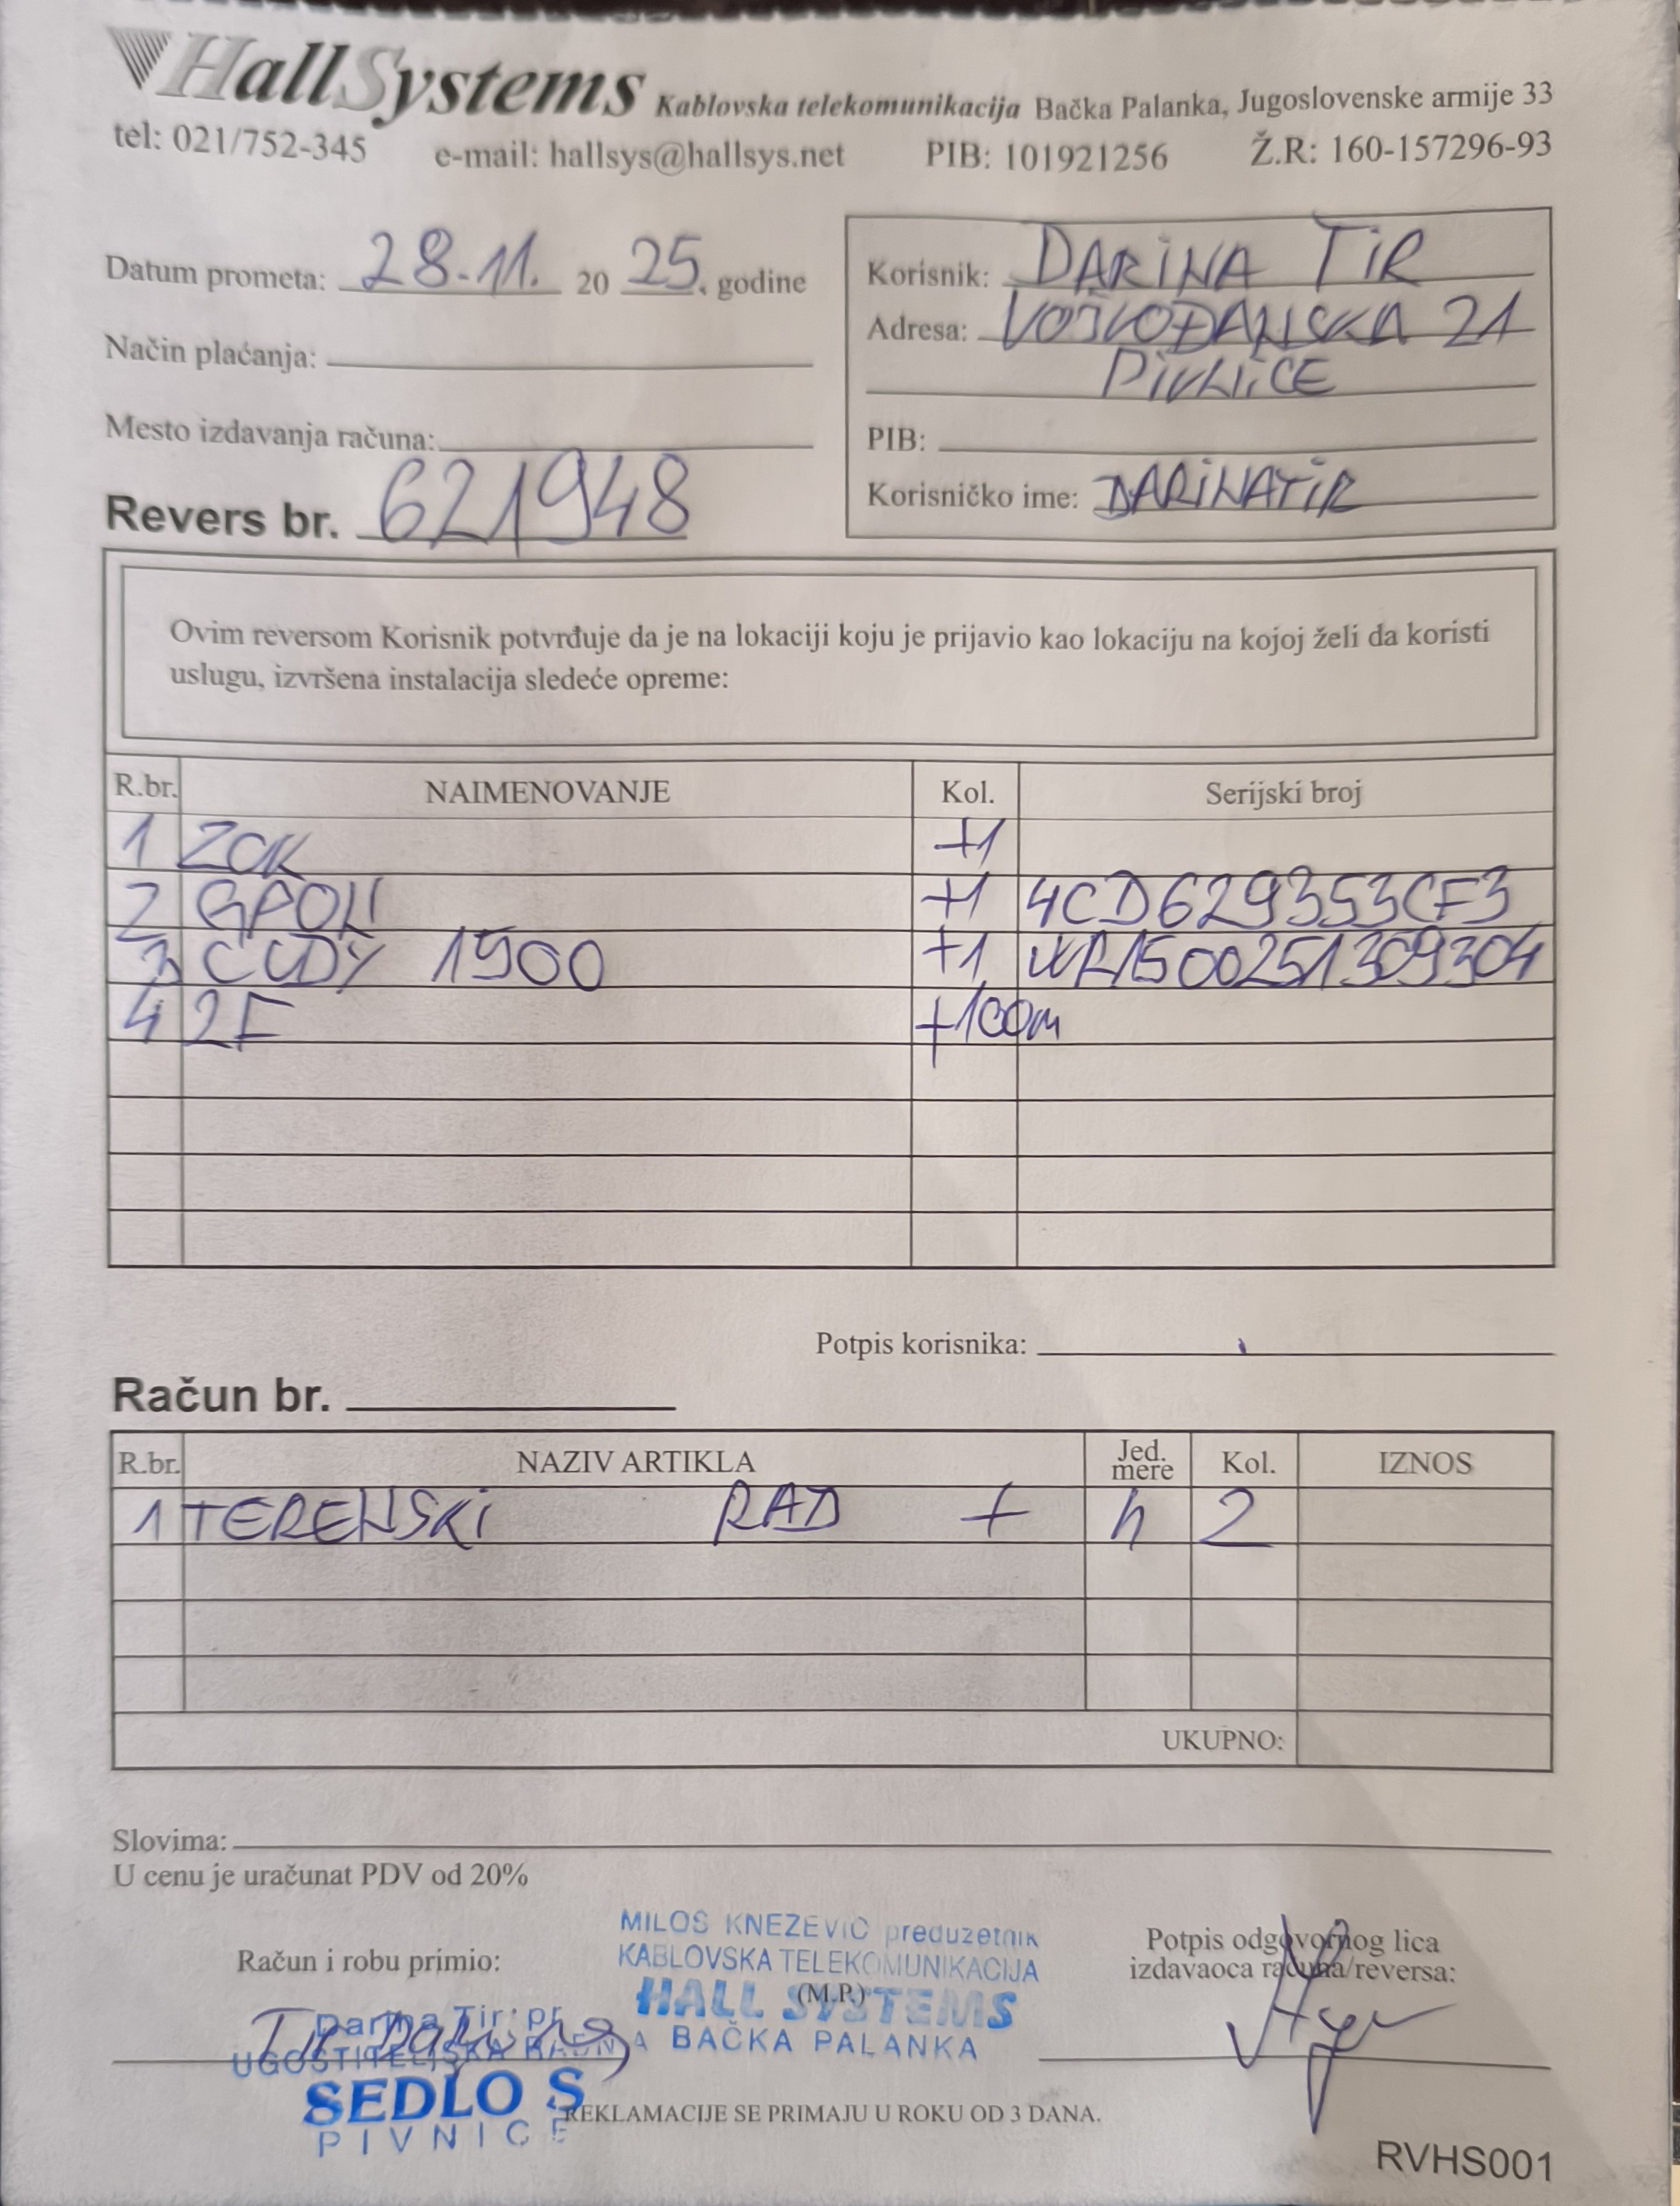 HallSystems Kablovska telekomunikacija Bačka Palanka, Jugoslovenske armije 33
tel: 021/752-345 e-mail: hallsys@hallsys.net PIB: 101921256 Ž.R: 160-157296-93
Datum prometa: 28.11. 20 25. godine
Način plaćanja:
Mesto izdavanja računa:
Revers br. 621948
Korisnik: DARINA TIR
Adresa: VOJVOĐANSKA 21
PIVNICE
PIB:
Korisničko ime: DARINATIR
Ovim reversom Korisnik potvrđuje da je na lokaciji koju je prijavio kao lokaciju na kojoj želi da koristi
uslugu, izvršena instalacija sledeće opreme:
R.br. NAIMENOVANJE Kol. Serijski broj
1 ZOK +1
2 GPON +1 4CD629353CF3
3 CUDY 1500 +1 WR1500251309304
4 2F +100m
Potpis korisnika:
Račun br.
R.br. NAZIV ARTIKLA Jed. mere Kol. IZNOS
1 TERENSKI RAD + h 2
UKUPNO:
Slovima:
U cenu je uračunat PDV od 20%
Račun i robu primio:
Tir Darina
Darina Tir pr
UGOSTITELJSKA RADNJA
SEDLO S
PIVNICE
MILOS KNEZEVIC preduzetnik
KABLOVSKA TELEKOMUNIKACIJA
(M.P.)
HALL SYSTEMS
BAČKA PALANKA
Potpis odgovornog lica
izdavaoca računa/reversa:
REKLAMACIJE SE PRIMAJU U ROKU OD 3 DANA.
RVHS001